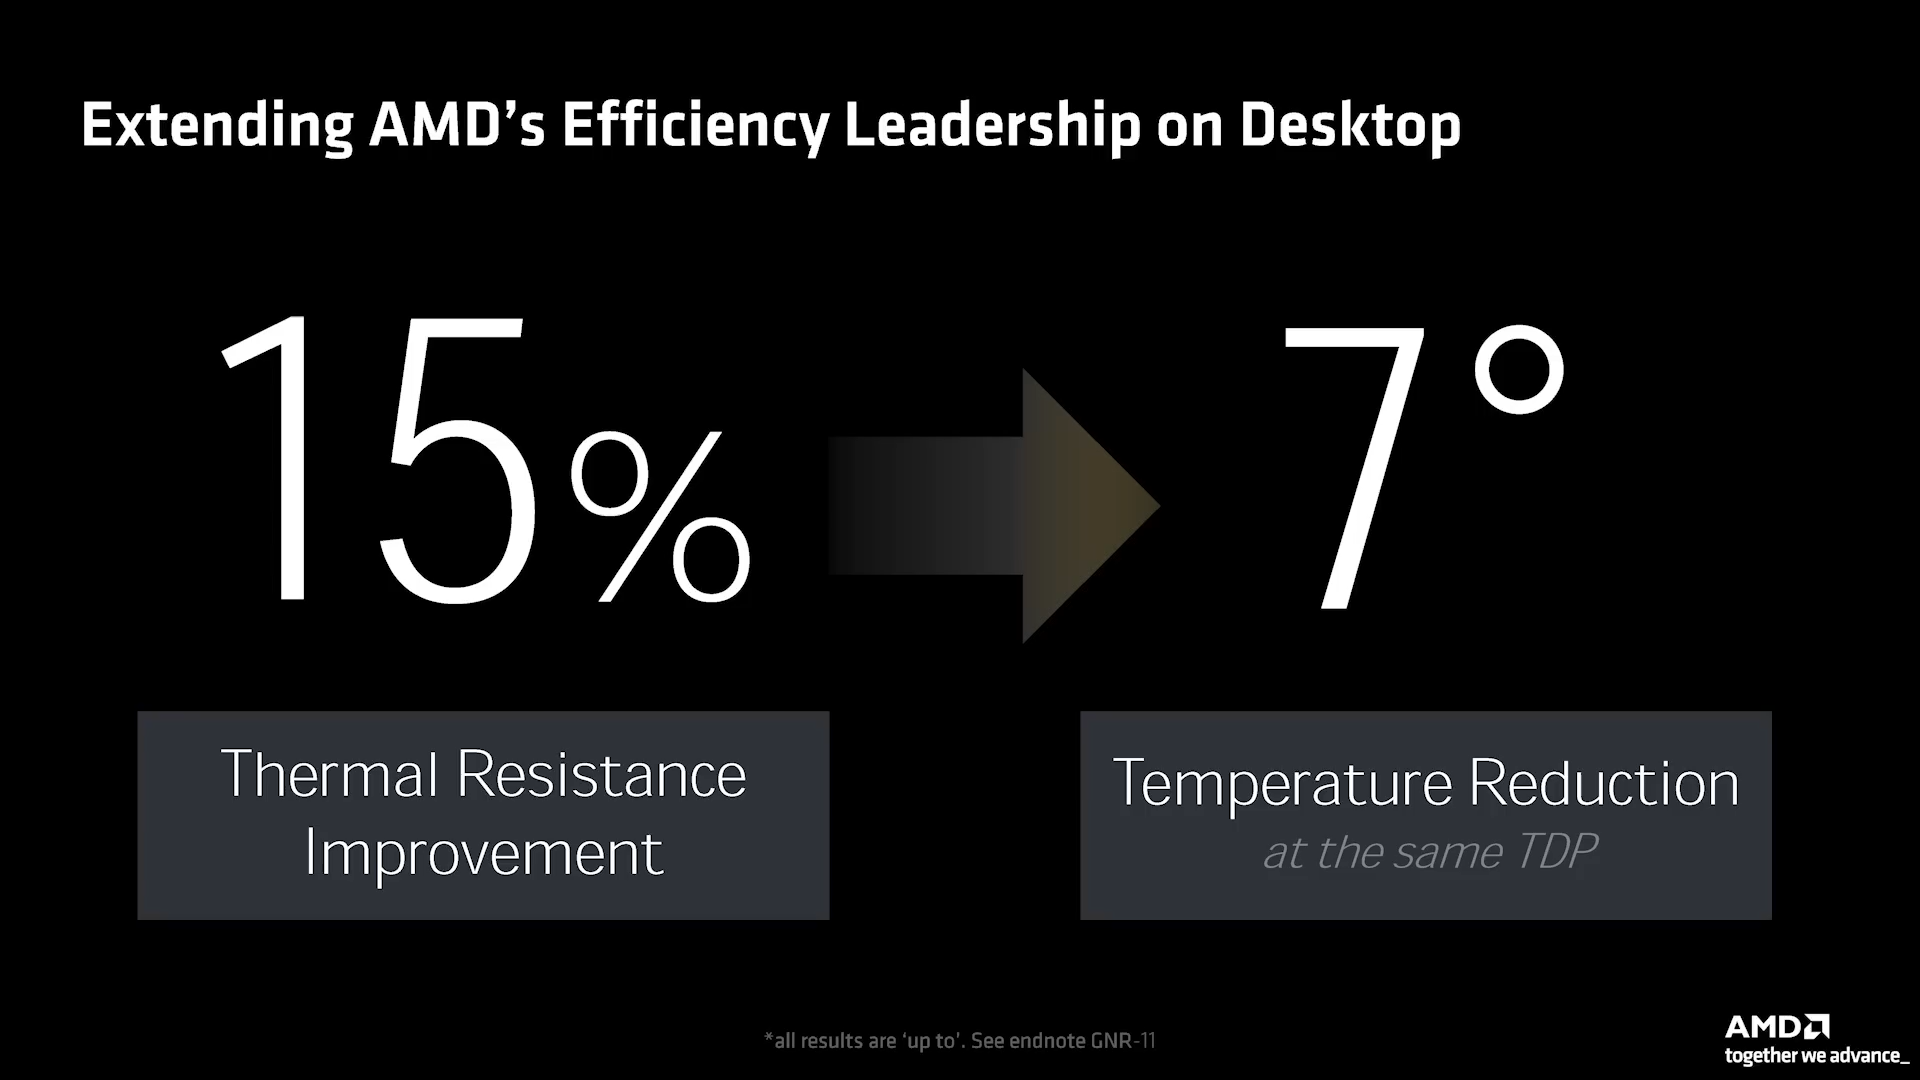 Extending AMD’s Efficiency Leadership on Desktop
15%
7°
Thermal Resistance
Improvement
Temperature Reduction
at the same TDP
*all results are ‘up to’. See endnote GNR-11
AMD
together we advance_